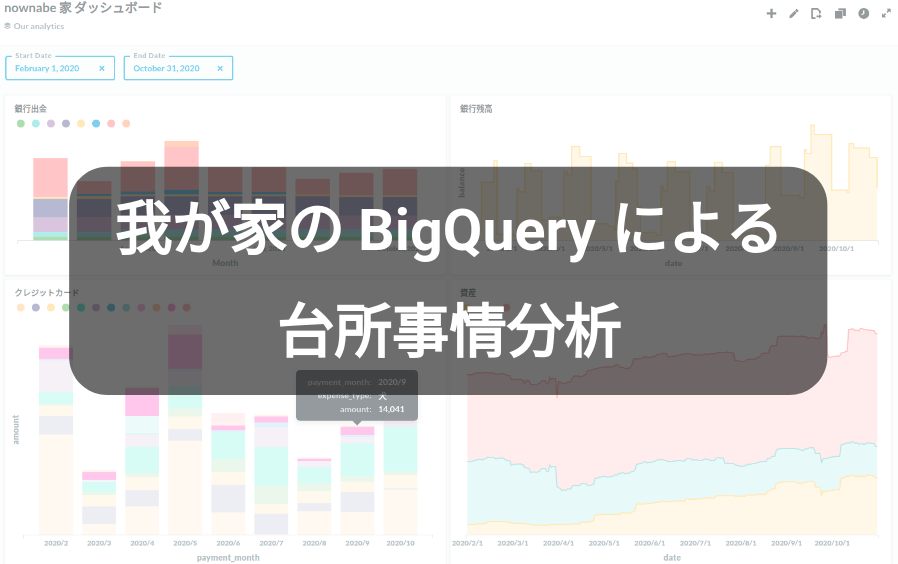 nownabe 家 ダッシュボード
Our analytics
Start Date
February 1, 2020 ×
End Date
October 31, 2020 ×
銀行出金
銀行残高
我が家の BigQuery による
台所事情分析
balance
Month
2020/9/1
2020/10/1
date
クレジットカード
資産
payment_month: 2020/9
expense_type: 犬
amount: 14,041
amount
2020/2 2020/3 2020/4 2020/5 2020/6 2020/7 2020/8 2020/9 2020/10
payment_month
2020/2/1 2020/3/1 2020/4/1 2020/5/1 2020/6/1 2020/7/1 2020/8/1 2020/9/1 2020/10/1
date